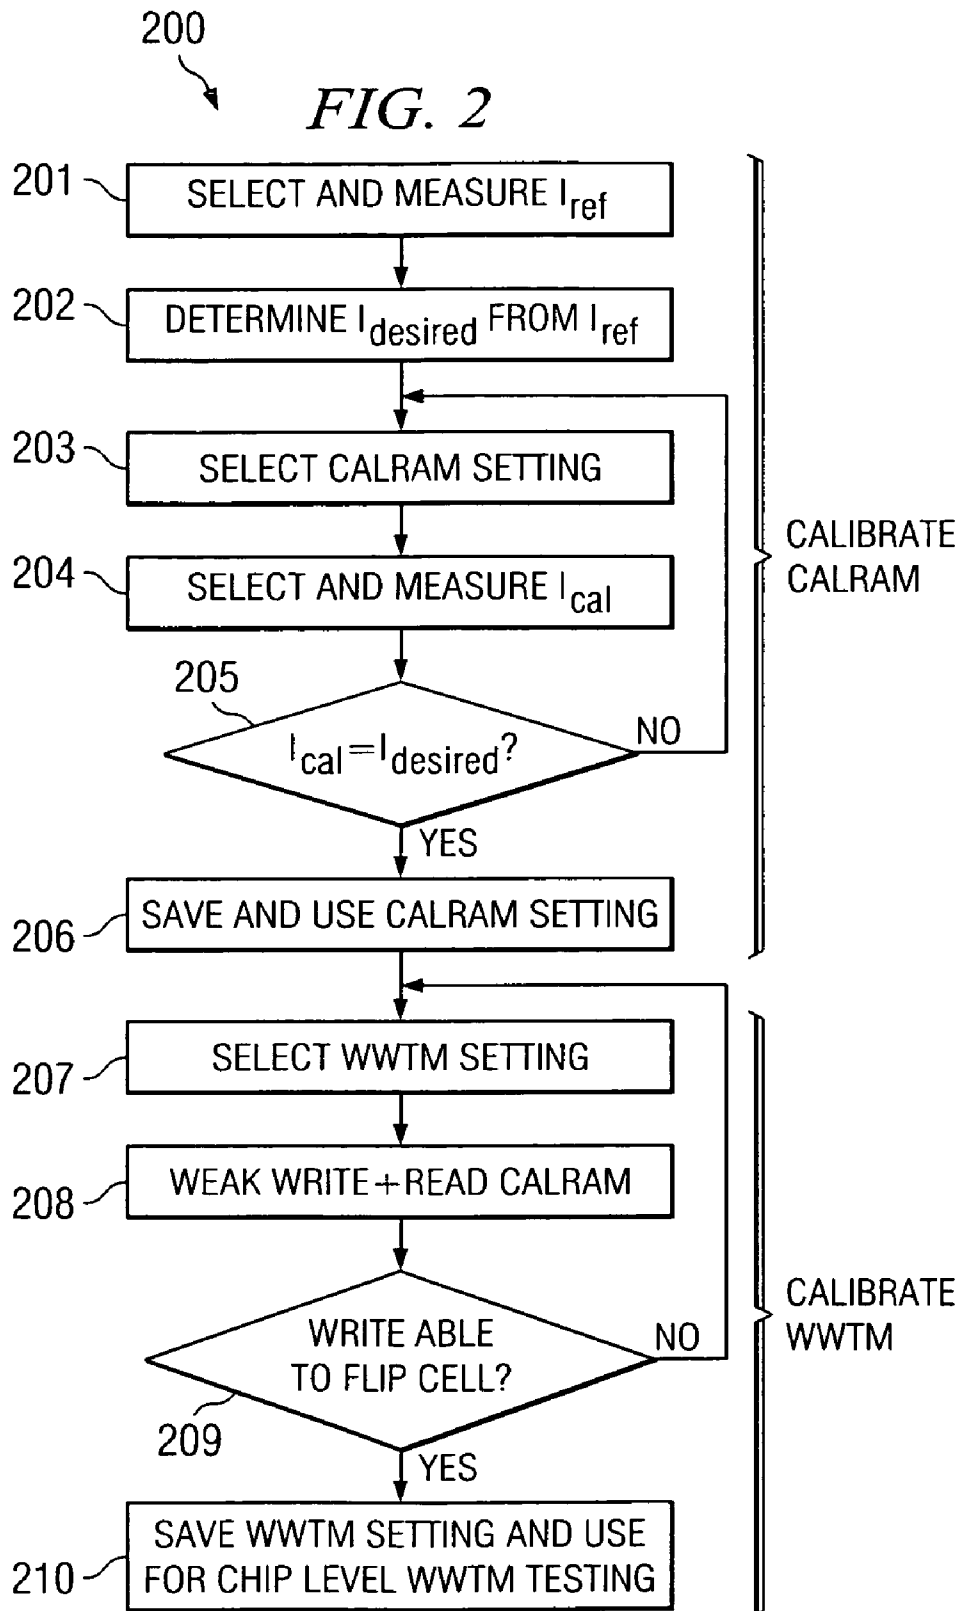 200
FIG. 2
201
SELECT AND MEASURE Iref
202
DETERMINE Idesired FROM Iref
203
SELECT CALRAM SETTING
204
SELECT AND MEASURE Ical
CALIBRATE
CALRAM
205
Ical=Idesired?
NO
YES
206
SAVE AND USE CALRAM SETTING
207
SELECT WWTM SETTING
208
WEAK WRITE+READ CALRAM
CALIBRATE
WWTM
WRITE ABLE
TO FLIP CELL?
NO
209
YES
210
SAVE WWTM SETTING AND USE
FOR CHIP LEVEL WWTM TESTING